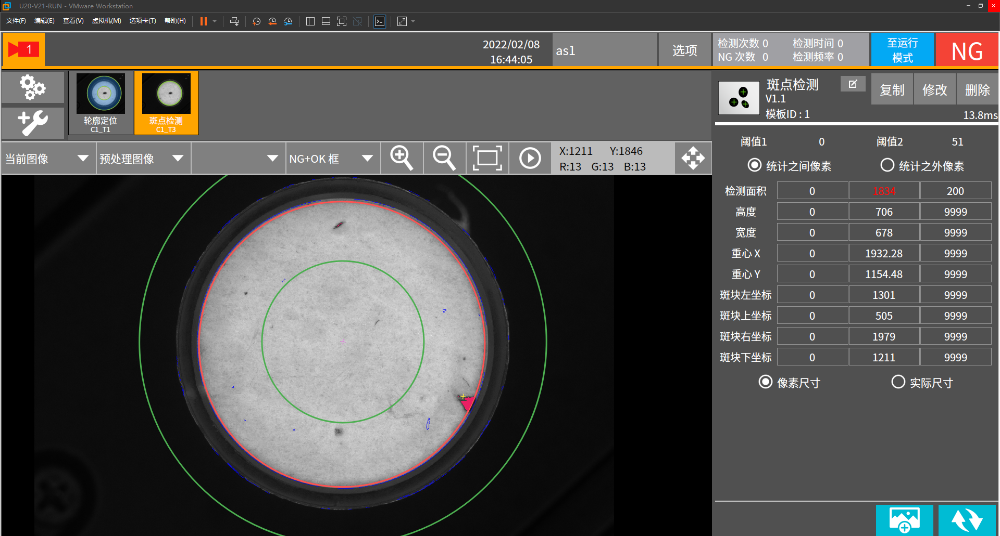 U20-V21-RUN - VMware Workstation
文件(F) 编辑(E) 查看(V) 虚拟机(M) 选项卡(T) 帮助(H)
1
2022/02/08
16:44:05
as1
选项
检测次数 0 检测时间 0
NG 次数 0 检测频率 0
至运行
模式
NG
轮廓定位
C1_T1
斑点检测
C1_T3
斑点检测
V1.1
模板ID : 1
复制 修改 删除
13.8ms
当前图像 预处理图像 NG+OK 框
X:1211 Y:1846
R:13 G:13 B:13
阈值1 0 阈值2 51
统计之间像素 统计之外像素
检测面积 0 1834 200
高度 0 706 9999
宽度 0 678 9999
重心 X 0 1932.28 9999
重心 Y 0 1154.48 9999
斑块左坐标 0 1301 9999
斑块上坐标 0 505 9999
斑块右坐标 0 1979 9999
斑块下坐标 0 1211 9999
像素尺寸 实际尺寸